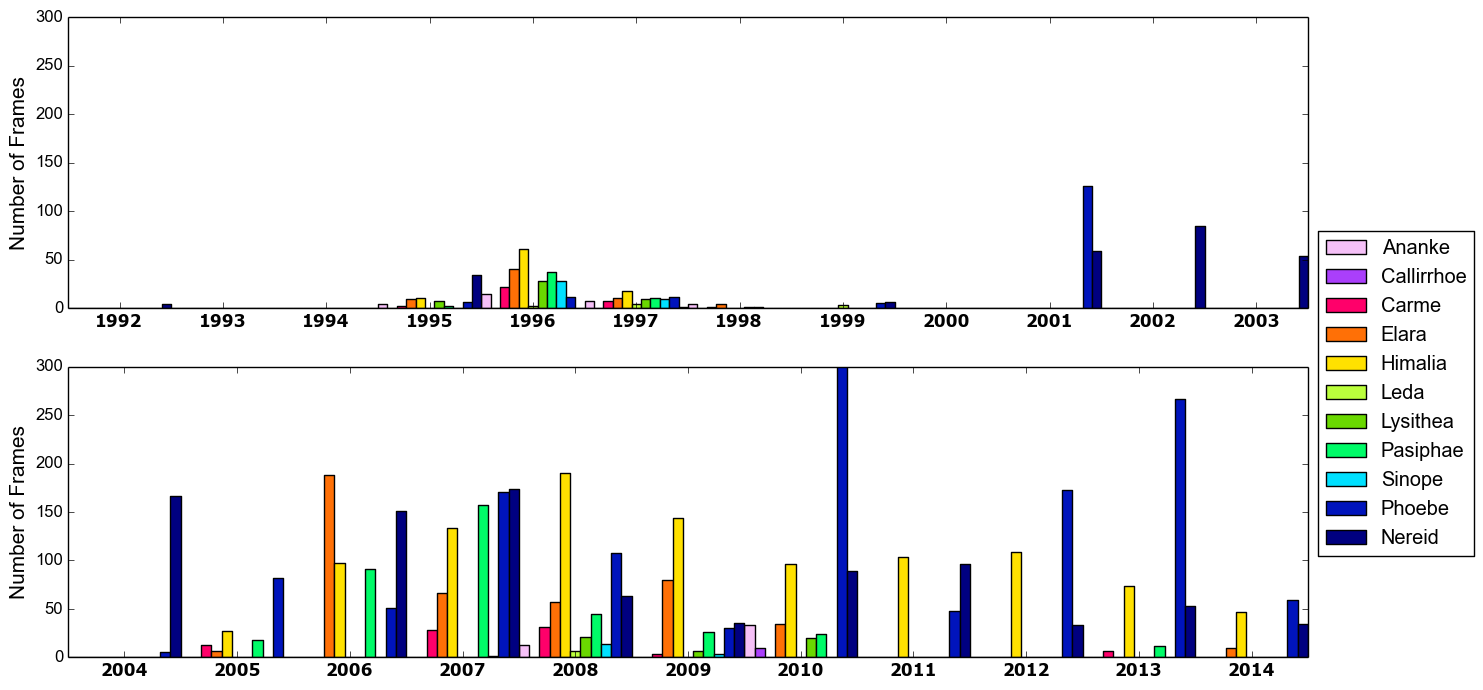 300
250
200
150
100
50
0
Number of Frames
1992 1993 1994 1995 1996 1997 1998 1999 2000 2001 2002 2003
300
250
200
150
100
50
0
Number of Frames
2004 2005 2006 2007 2008 2009 2010 2011 2012 2013 2014
Ananke
Callirrhoe
Carme
Elara
Himalia
Leda
Lysithea
Pasiphae
Sinope
Phoebe
Nereid